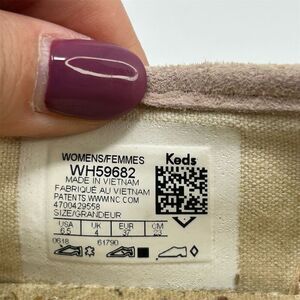 WOMENS/FEMMES
Keds
WH59682
MADE IN VIETNAM
FABRIQUÉ AU VIETNAM
PATENTS WWW.NC.COM
4700429558
SIZE/GRANDEUR
USA UK EUR CM
6.5 4 37 23
0618 61790